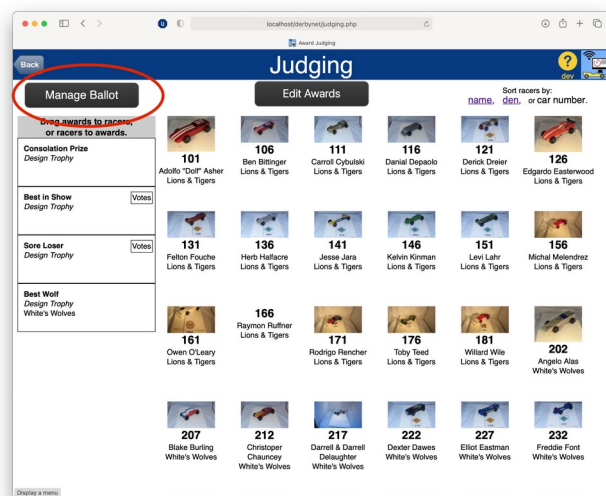 localhost/derbynet/judging.php
Award Judging
Back
Judging
?
dev
Manage Ballot
Edit Awards
Sort racers by:
name, den, or car number.
Drag awards to racers,
or racers to awards.
Consolation Prize
Design Trophy
Best in Show
Votes
Design Trophy
Sore Loser
Votes
Design Trophy
Best Wolf
Design Trophy
White's Wolves
101
Adolfo "Dolf" Asher
Lions & Tigers
106
Ben Bittinger
Lions & Tigers
111
Carroll Cybulski
Lions & Tigers
116
Danial Depaolo
Lions & Tigers
121
Derick Dreier
Lions & Tigers
126
Edgardo Easterwood
Lions & Tigers
131
Felton Fouche
Lions & Tigers
136
Herb Halfacre
Lions & Tigers
141
Jesse Jara
Lions & Tigers
146
Kelvin Kinman
Lions & Tigers
151
Levi Lahr
Lions & Tigers
156
Michal Melendrez
Lions & Tigers
161
Owen O'Leary
Lions & Tigers
166
Raymon Ruffner
Lions & Tigers
171
Rodrigo Rencher
Lions & Tigers
176
Toby Teed
Lions & Tigers
181
Willard Wile
Lions & Tigers
202
Angelo Alas
White's Wolves
207
Blake Burling
White's Wolves
212
Christoper
Chauncey
White's Wolves
217
Darrell & Darrell
Delaughter
White's Wolves
222
Dexter Dawes
White's Wolves
227
Elliot Eastman
White's Wolves
232
Freddie Font
White's Wolves
Display a menu